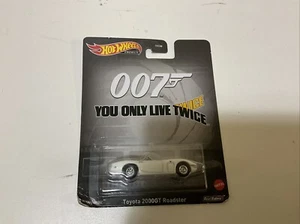 HOT WHEELS
007
YOU ONLY LIVE TWICE
Toyota 2000GT Roadster